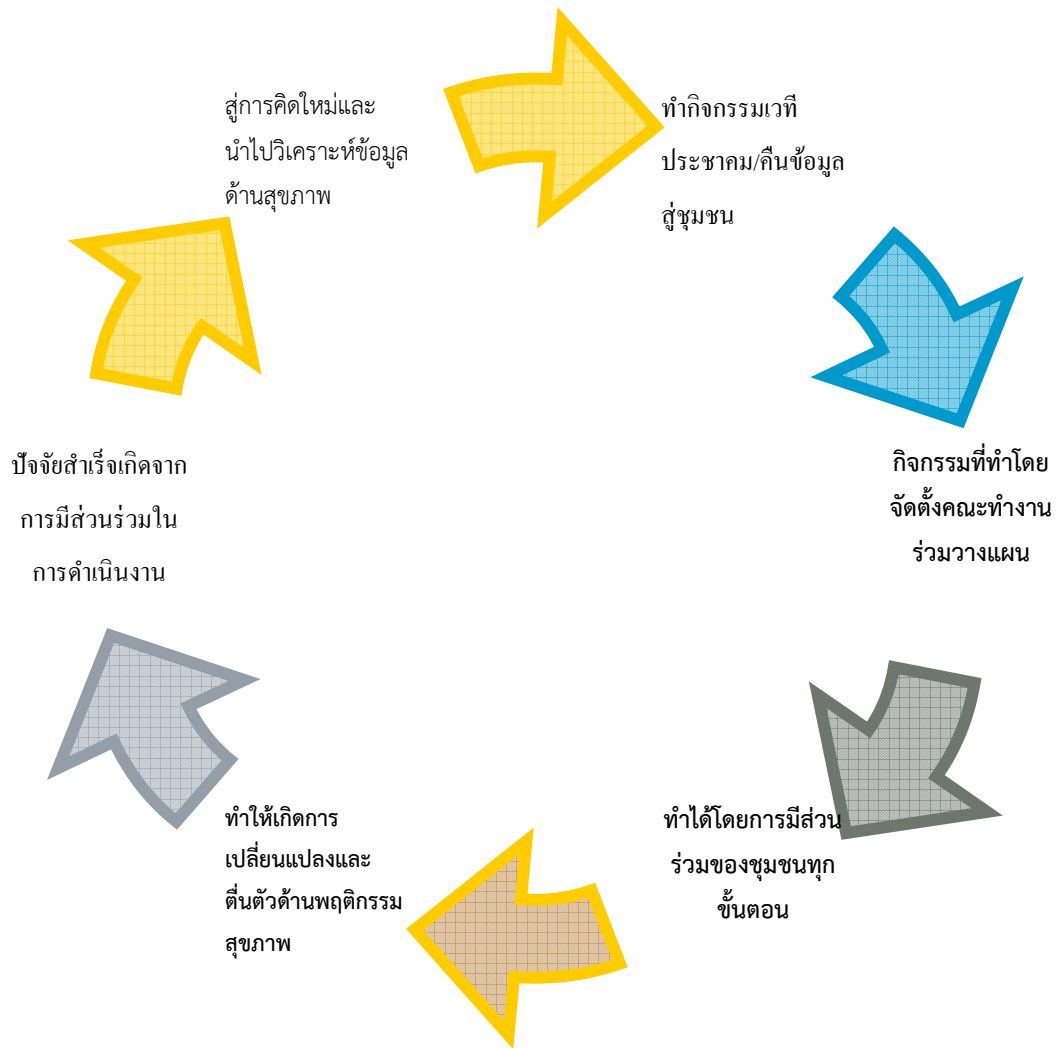 สู่การคิดใหม่และ
นำไปวิเคราะห์ข้อมูล
ด้านสุขภาพ
ทำกิจกรรมเวที
ประชาคม/คืนข้อมูล
สู่ชุมชน
กิจกรรมที่ทำโดย
จัดตั้งคณะทำงาน
ร่วมวางแผน
ทำได้โดยการมีส่วน
ร่วมของชุมชนทุก
ขั้นตอน
ทำให้เกิดการ
เปลี่ยนแปลงและ
ตื่นตัวด้านพฤติกรรม
สุขภาพ
ปัจจัยสำเร็จเกิดจาก
การมีส่วนร่วมใน
การดำเนินงาน